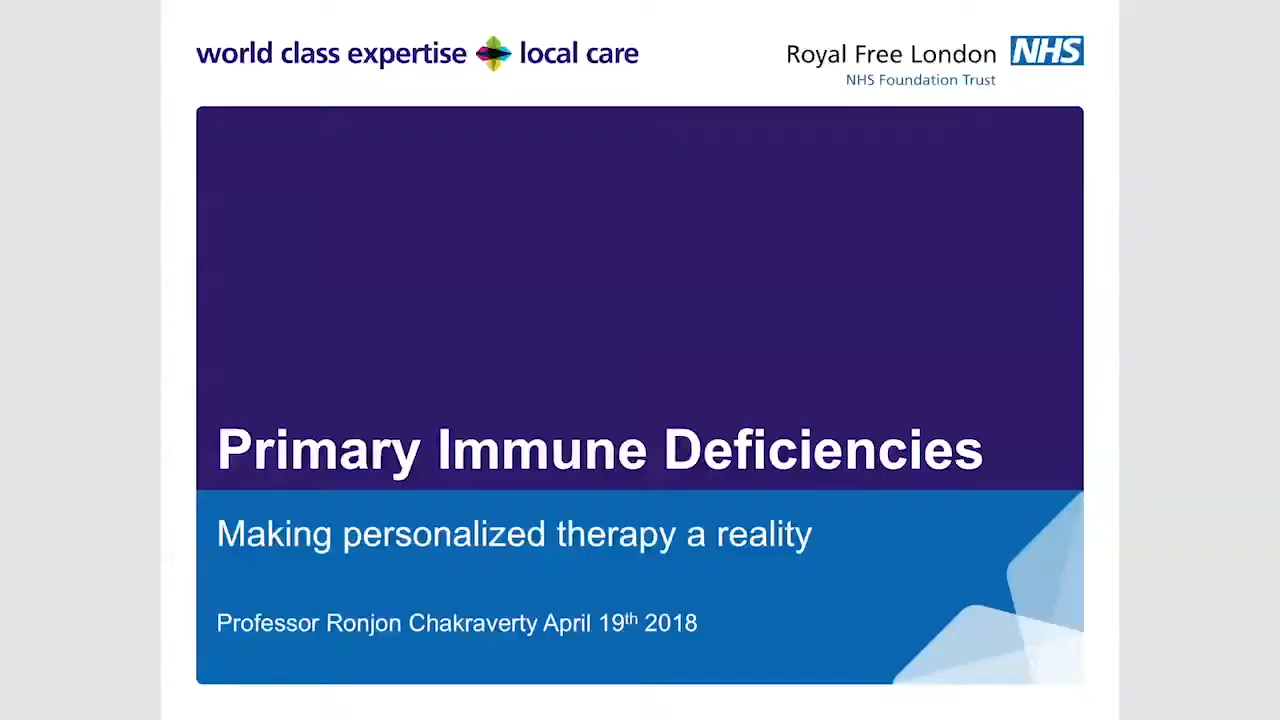 world class expertise local care
Royal Free London NHS
NHS Foundation Trust
Primary Immune Deficiencies
Making personalized therapy a reality
Professor Ronjon Chakraverty April 19th 2018